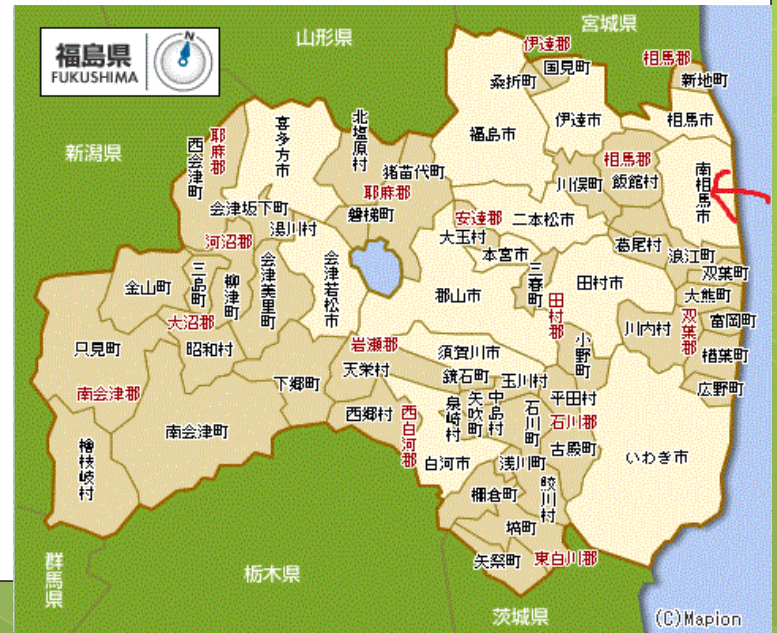 福島県
FUKUSHIMA
N
山形県
宮城県
新潟県
伊達郡
国見町
桑折町
相馬郡
新地町
相馬市
伊達市
福島市
喜多方市
北塩原村
耶麻郡
西会津町
猪苗代町
耶麻郡
磐梯町
相馬郡
飯館村
川俣町
南相馬市
会津坂下町
湯川村
河沼郡
安達郡
大玉村
二本松市
本宮市
葛尾村
浪江町
双葉町
大熊町
富岡町
双葉郡
楢葉町
広野町
川内村
田村市
三春町
田村郡
小野町
郡山市
会津若松市
会津美里町
柳津町
三島町
金山町
大沼郡
昭和村
只見町
南会津郡
南会津町
檜枝岐村
下郷町
岩瀬郡
天栄村
須賀川市
鏡石町
玉川村
平田村
石川郡
古殿町
石川町
中島村
矢吹町
泉崎村
西郷村
西白河郡
白河市
浅川町
鮫川村
棚倉町
塙町
矢祭町
東白川郡
いわき市
群馬県
栃木県
茨城県
(C)Mapion